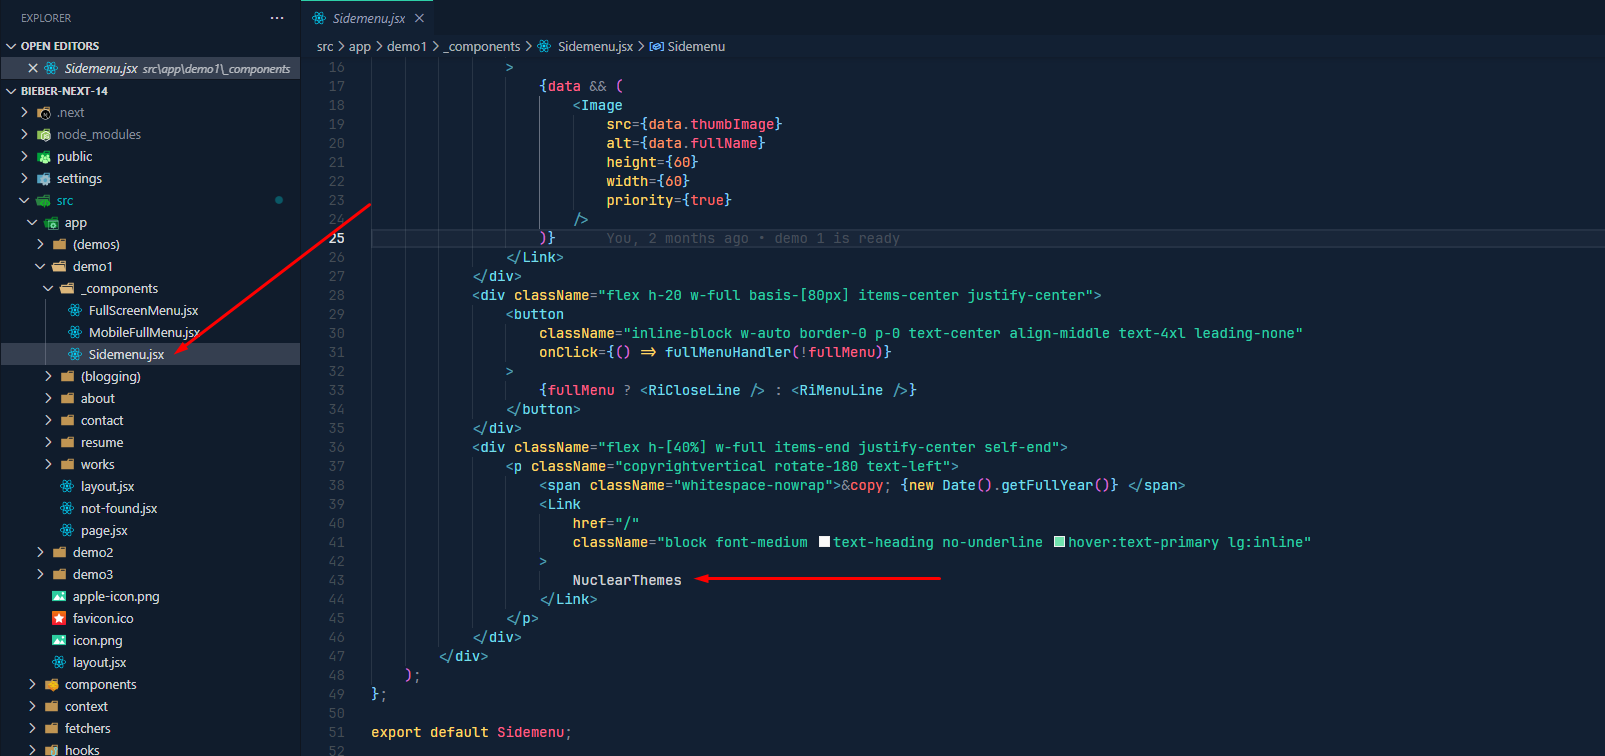 EXPLORER
OPEN EDITORS
Sidemenu.jsx src\app\demo1\_components
BIEBER-NEXT-14
.next
node_modules
public
settings
src
app
(demos)
demo1
_components
FullScreenMenu.jsx
MobileFullMenu.jsx
Sidemenu.jsx
(blogging)
about
contact
resume
works
layout.jsx
not-found.jsx
page.jsx
demo2
demo3
apple-icon.png
favicon.ico
icon.png
layout.jsx
components
context
fetchers
hooks
Sidemenu.jsx
src > app > demo1 > _components > Sidemenu.jsx > Sidemenu
16 >
17 {data && (
18 <Image
19 src={data.thumbImage}
20 alt={data.fullName}
21 height={60}
22 width={60}
23 priority={true}
24 />
25 )} You, 2 months ago • demo 1 is ready
26 </Link>
27 </div>
28 <div className="flex h-20 w-full basis-[80px] items-center justify-center">
29 <button
30 className="inline-block w-auto border-0 p-0 text-center align-middle text-4xl leading-none"
31 onClick={() => fullMenuHandler(!fullMenu)}
32 >
33 {fullMenu ? <RiCloseLine /> : <RiMenuLine />}
34 </button>
35 </div>
36 <div className="flex h-[40%] w-full items-end justify-center self-end">
37 <p className="copyrightvertical rotate-180 text-left">
38 <span className="whitespace-nowrap">&copy; {new Date().getFullYear()} </span>
39 <Link
40 href="/"
41 className="block font-medium text-heading no-underline hover:text-primary lg:inline"
42 >
43 NuclearThemes
44 </Link>
45 </p>
46 </div>
47 </div>
48 );
49 };
50
51 export default Sidemenu;
52